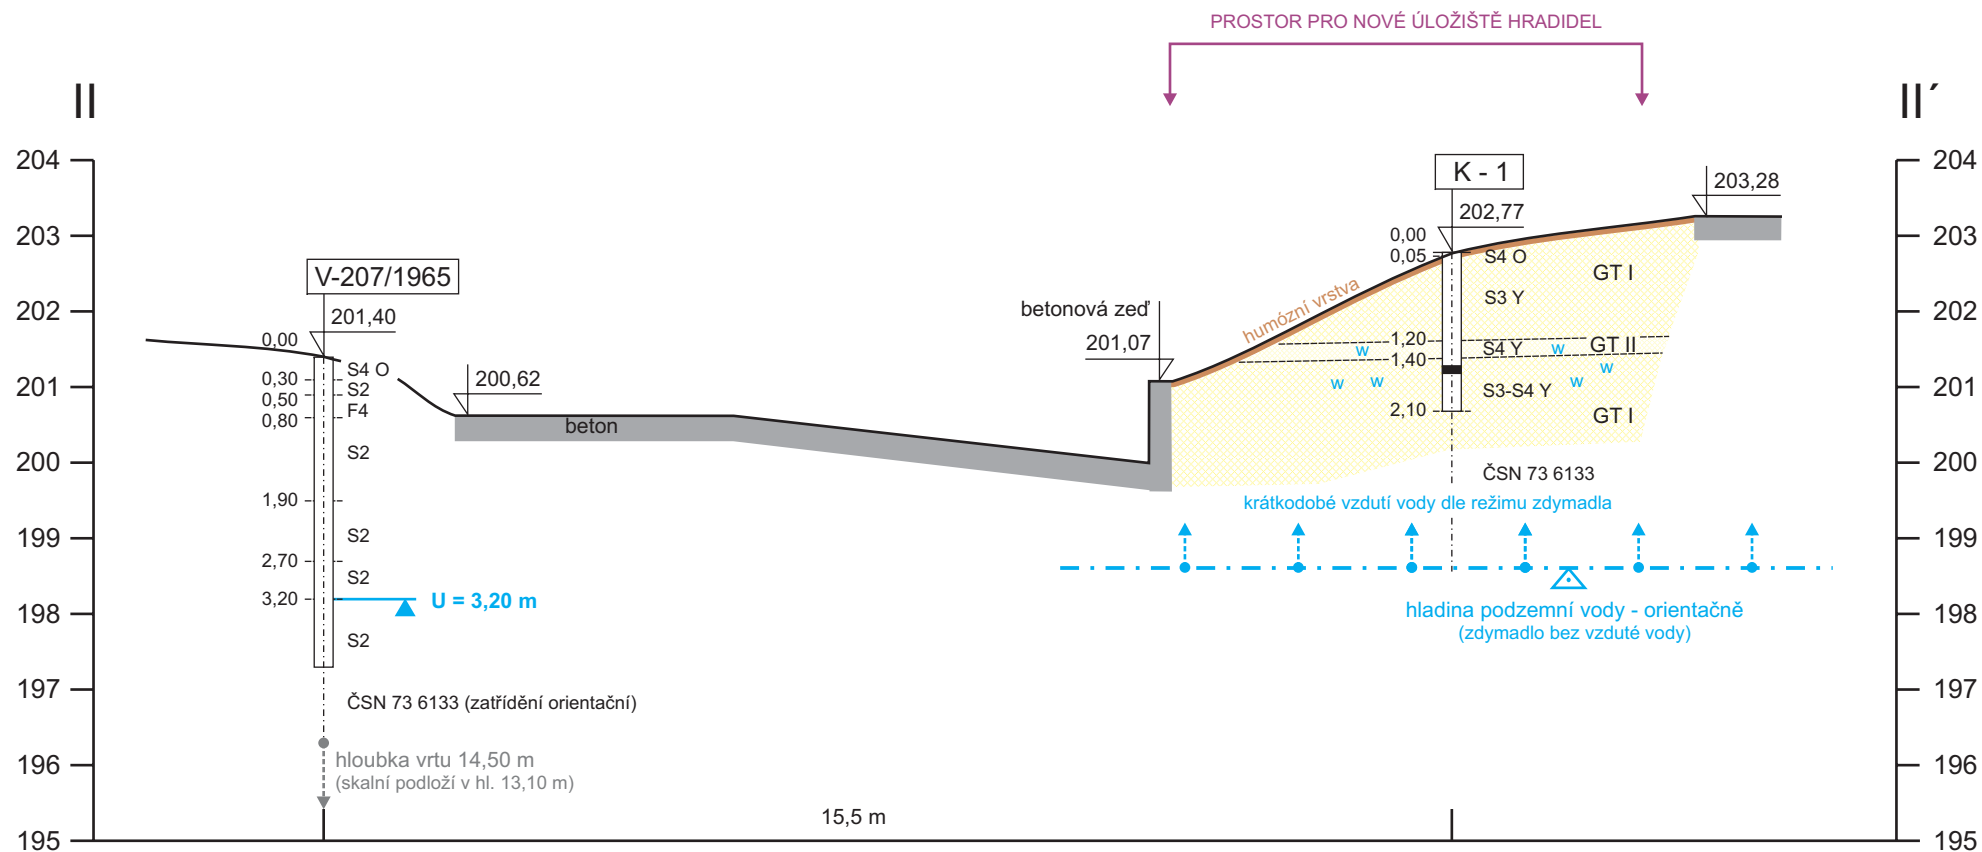 PROSTOR PRO NOVÉ ÚLOŽIŠTĚ HRADIDEL
II
II´
204
203
202
201
200
199
198
197
196
195
V-207/1965
201,40
0,00
0,30
0,50
0,80
1,90
2,70
3,20
S4 O
S2
F4
S2
S2
S2
S2
U = 3,20 m
ČSN 73 6133 (zatřídění orientační)
hloubka vrtu 14,50 m
(skalní podloží v hl. 13,10 m)
200,62
beton
15,5 m
betonová zeď
201,07
humózní vrstva
K - 1
202,77
0,00
0,05
1,20
1,40
2,10
S4 O
S3 Y
S4 Y
S3-S4 Y
GT I
GT II
GT I
w
w
w
w
w
w
203,28
ČSN 73 6133
krátkodobé vzdutí vody dle režimu zdymadla
hladina podzemní vody - orientačně
(zdymadlo bez vzduté vody)
204
203
202
201
200
199
198
197
196
195